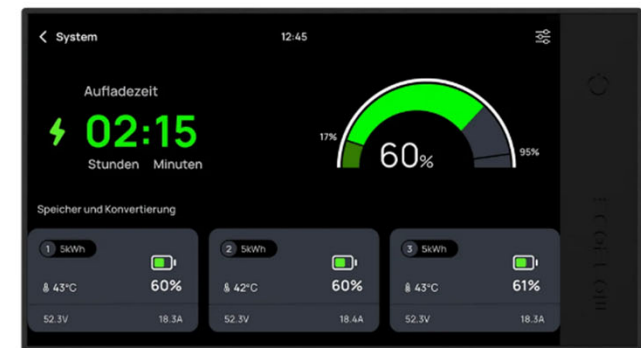 System
12:45
Aufladezeit
02:15
Stunden Minuten
17%
60%
95%
Speicher und Konvertierung
1 5kWh
43°C 60%
52.3V 18.3A
2 5kWh
42°C 60%
52.3V 18.4A
3 5kWh
43°C 61%
52.3V 18.3A
ECOFLOW